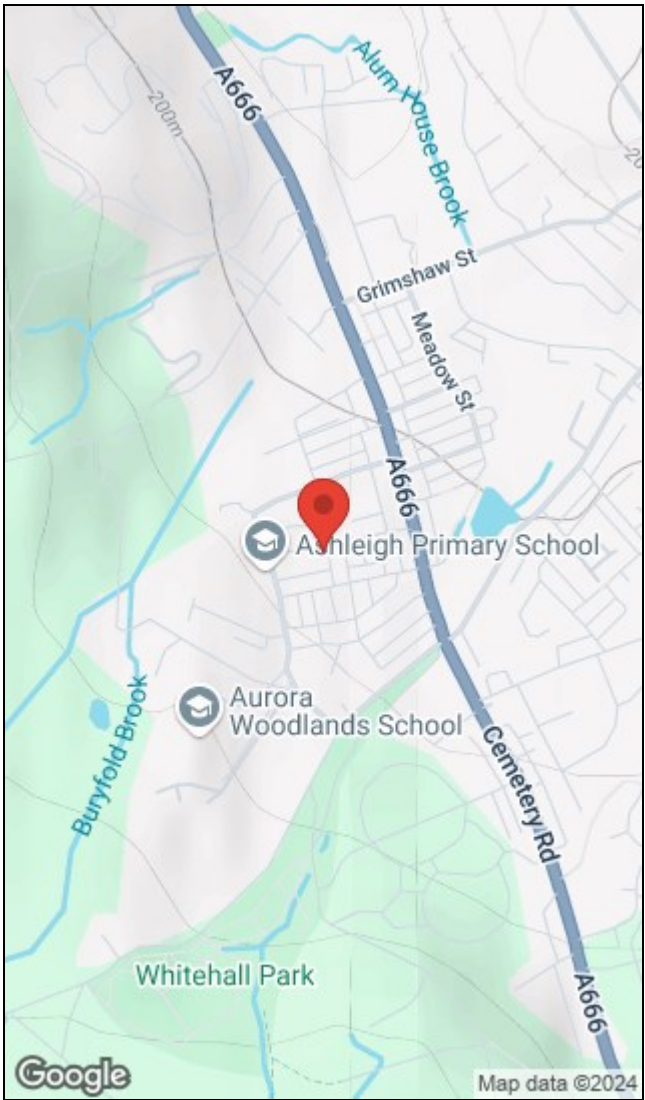 A666
Alum House Brook
200m
20
Grimshaw St
Meadow St
A666
Ashleigh Primary School
Aurora
Woodlands School
Buryfold Brook
Cemetery Rd
Whitehall Park
A666
Google
Map data ©2024